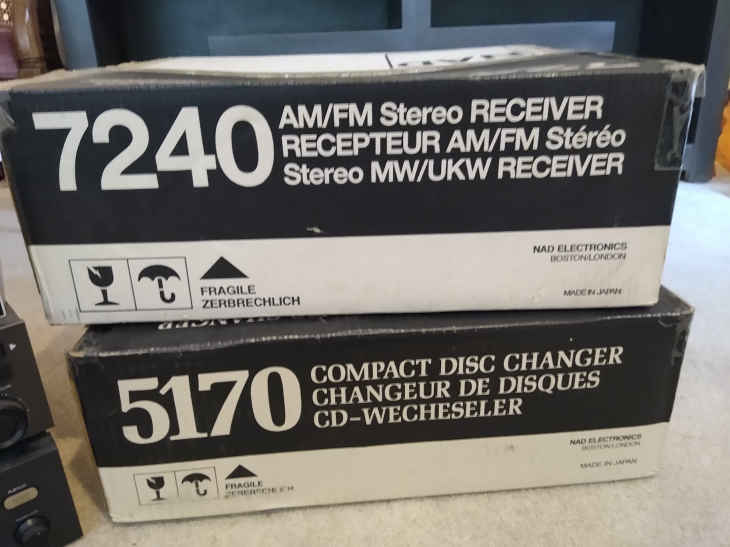 7240
AM/FM Stereo RECEIVER
RECEPTEUR AM/FM Stéréo
Stereo MW/UKW RECEIVER
FRAGILE
ZERBRECHLICH
NAD ELECTRONICS
BOSTON/LONDON
MADE IN JAPAN
CHANGER
5170
COMPACT DISC CHANGER
CHANGEUR DE DISQUES
CD-WECHESELER
FRAGILE
NAD ELECTRONICS
BOSTON/LONDON
MADE IN JAPAN